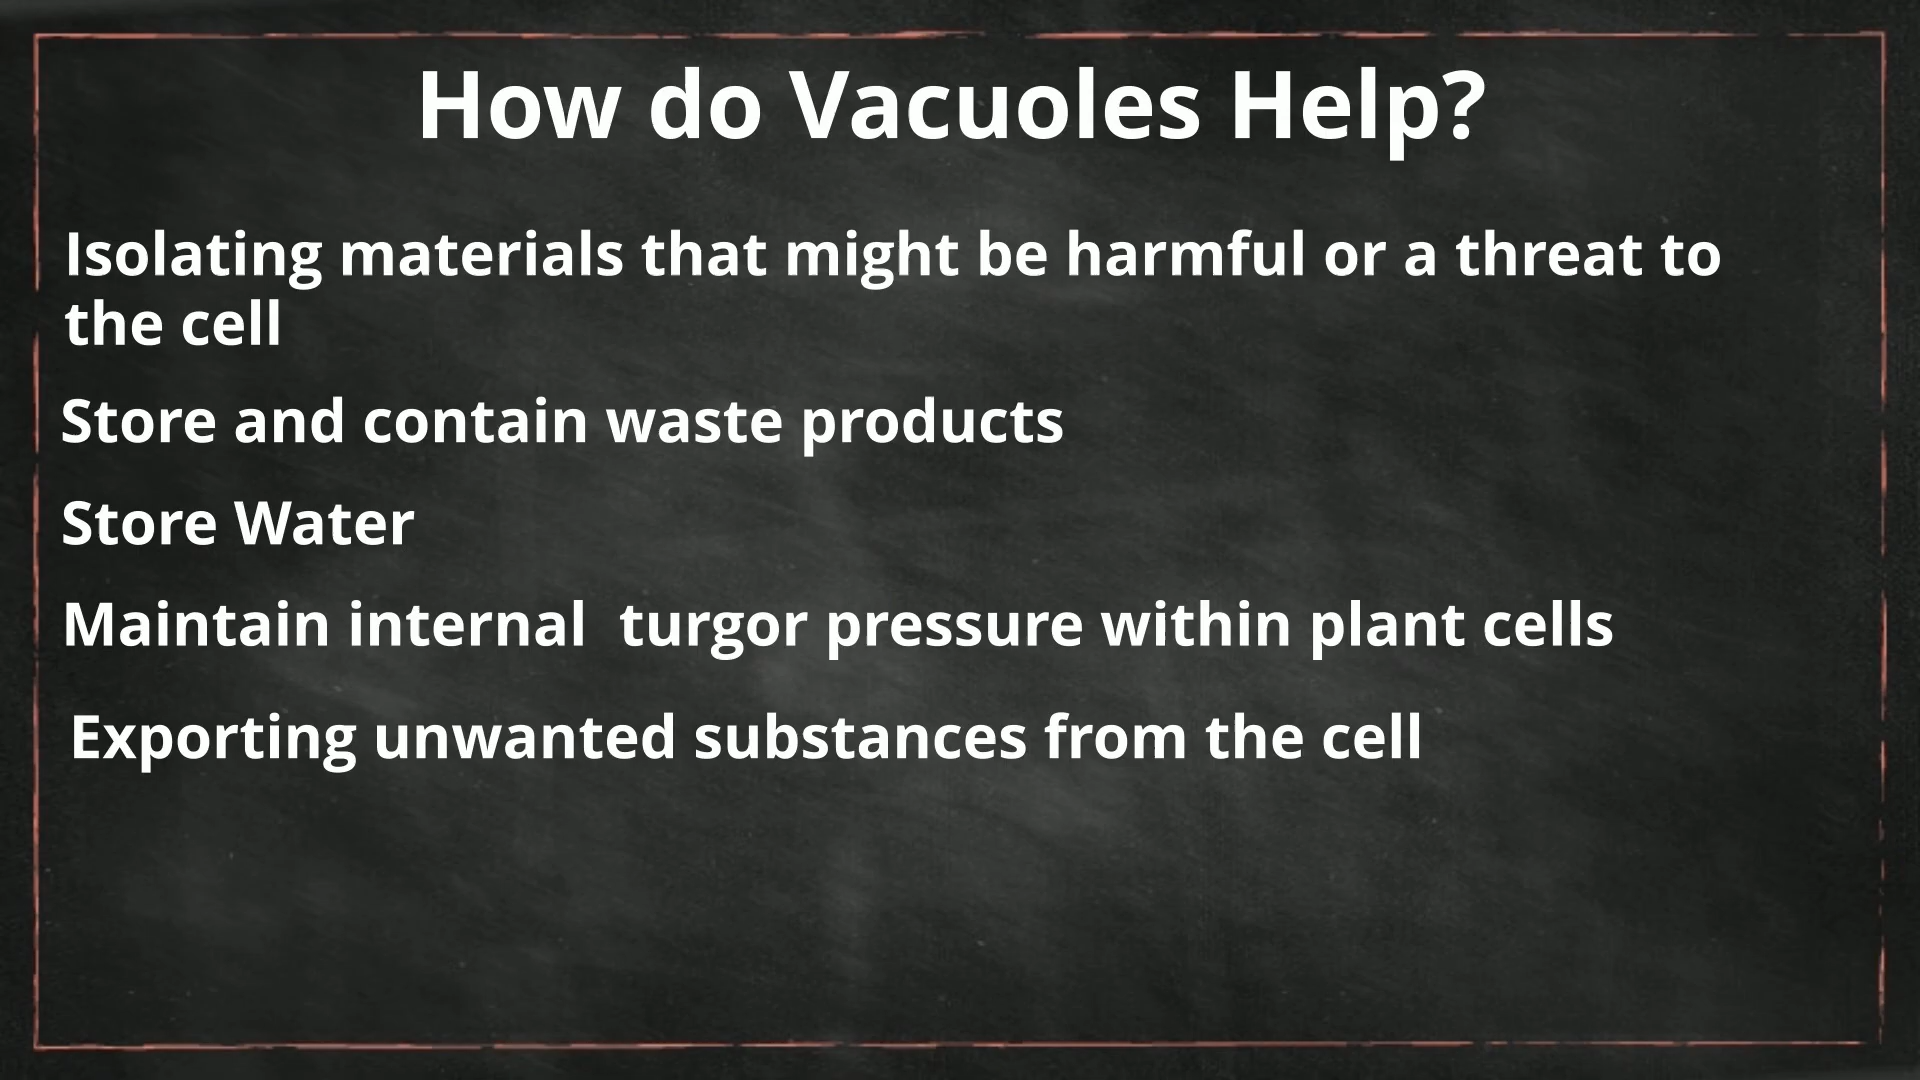 How do Vacuoles Help?
Isolating materials that might be harmful or a threat to
the cell
Store and contain waste products
Store Water
Maintain internal  turgor pressure within plant cells
Exporting unwanted substances from the cell